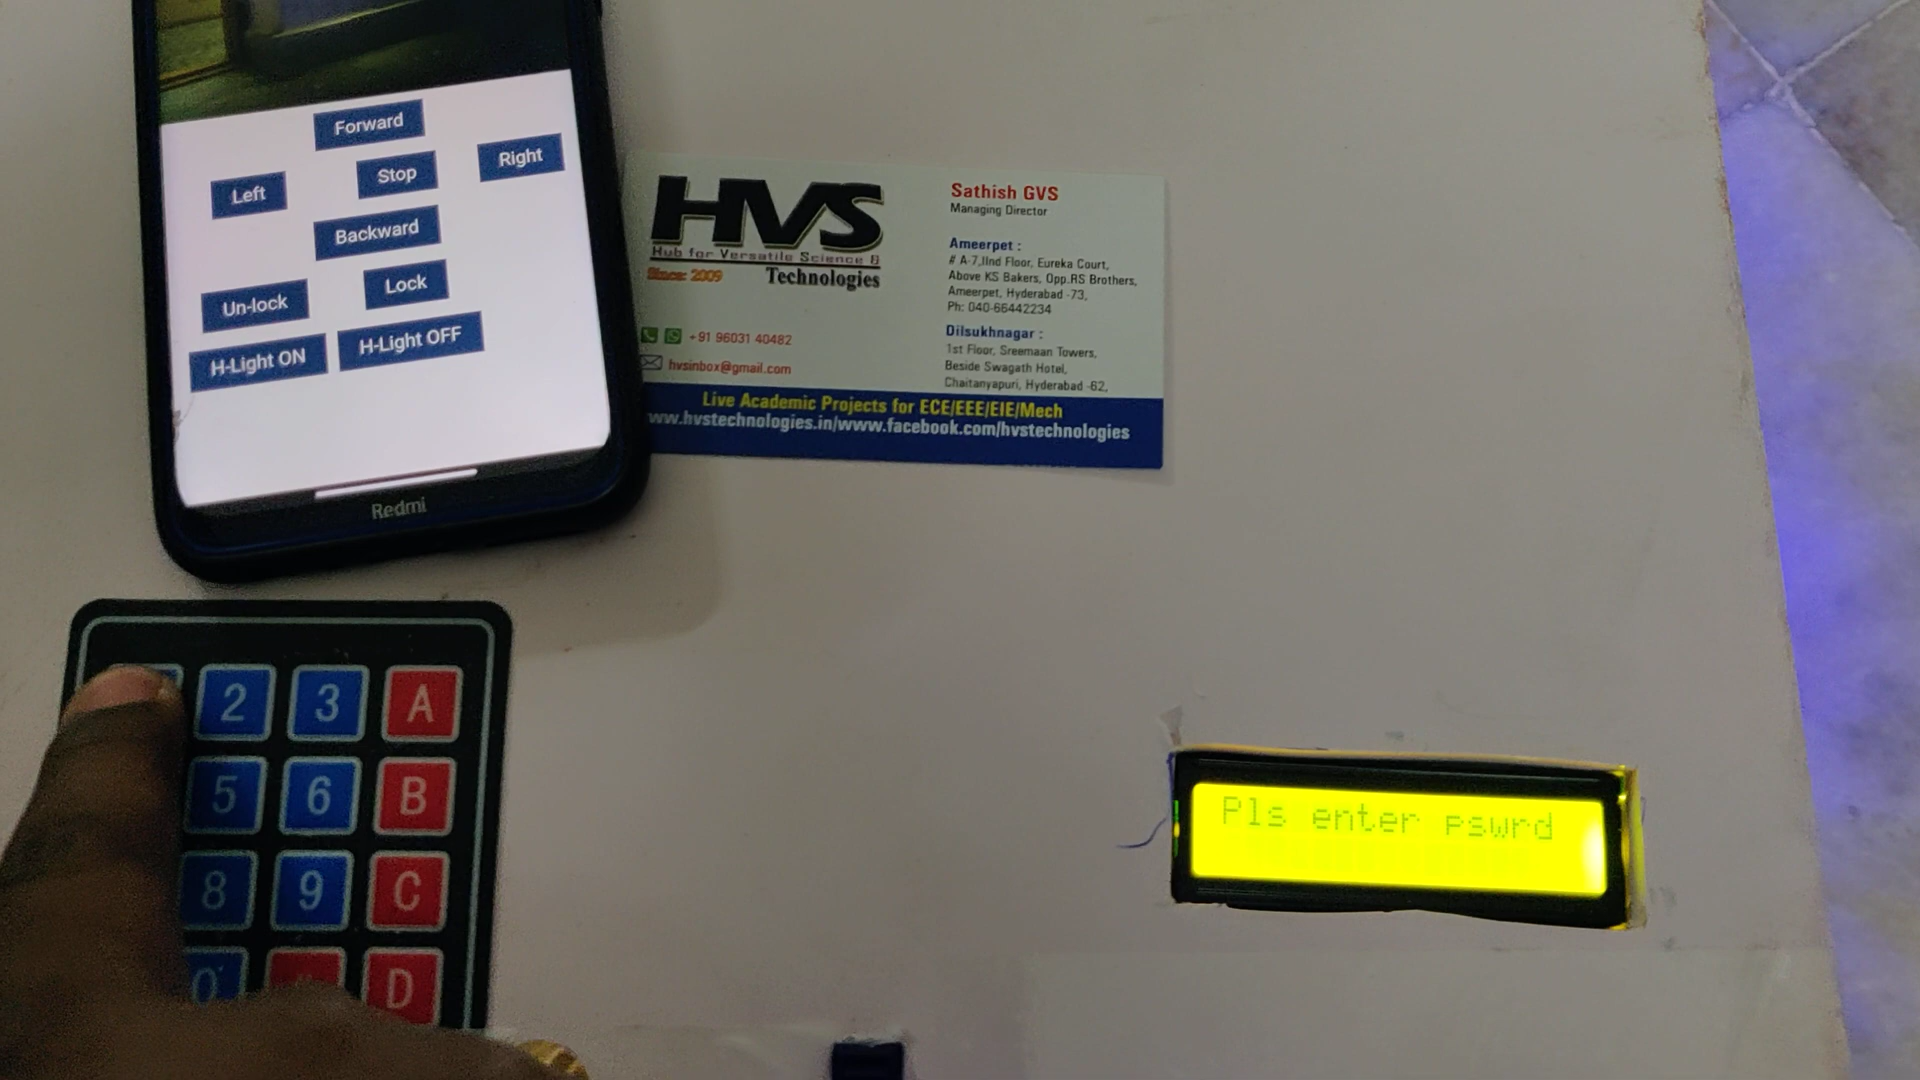 Forward
Left
Stop
Right
Backward
Un-lock
Lock
H-Light ON
H-Light OFF
Redmi
HVS
Hub for Versatile Science &
Since: 2009
Technologies
+91 96031 40482
hvsinbox@gmail.com
Sathish GVS
Managing Director
Ameerpet :
# A-7,IInd Floor, Eureka Court,
Above KS Bakers, Opp.RS Brothers,
Ameerpet, Hyderabad -73,
Ph: 040-66442234
Dilsukhnagar :
1st Floor, Sreemaan Towers,
Beside Swagath Hotel,
Chaitanyapuri, Hyderabad -62,
Live Academic Projects for ECE/EEE/EIE/Mech
www.hvstechnologies.in/www.facebook.com/hvstechnologies
2 3 A
5 6 B
8 9 C
0 D
Pls enter pswrd